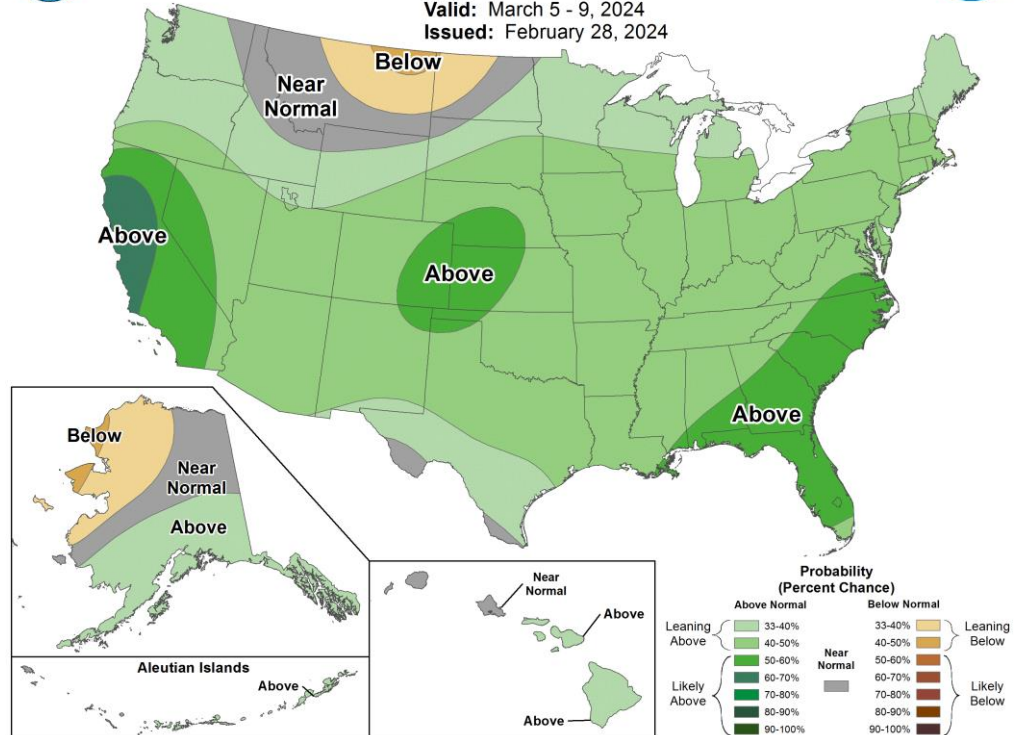 Valid: March 5 - 9, 2024
Issued: February 28, 2024
Below
Near
Normal
Above
Above
Above
Below
Near
Normal
Above
Aleutian Islands
Above
Near
Normal
Above
Above
Probability
(Percent Chance)
Above Normal
Below Normal
Leaning
Above
33-40%
40-50%
Likely
Above
50-60%
60-70%
70-80%
80-90%
90-100%
Near
Normal
33-40%
40-50%
Leaning
Below
50-60%
60-70%
70-80%
80-90%
90-100%
Likely
Below